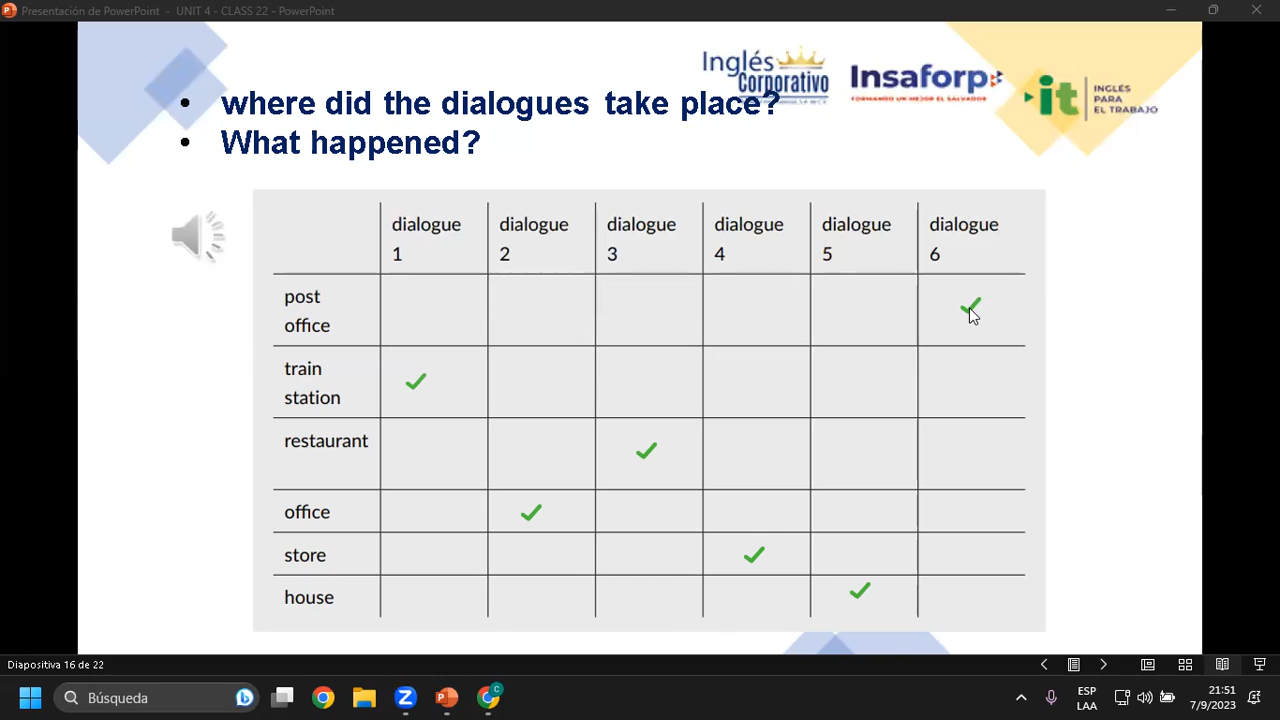 Presentación de PowerPoint - UNIT 4 - CLASS 22 - PowerPoint
Inglés
Corporativo
Insaforp
FORMANDO UN MEJOR EL SALVADOR
it
INGLÉS
PARA
EL TRABAJO
• where did the dialogues take place?
• What happened?
dialogue 1
dialogue 2
dialogue 3
dialogue 4
dialogue 5
dialogue 6
post
office
train
station
restaurant
office
store
house
Diapositiva 16 de 22
Búsqueda
ESP
LAA
21:51
7/9/2023